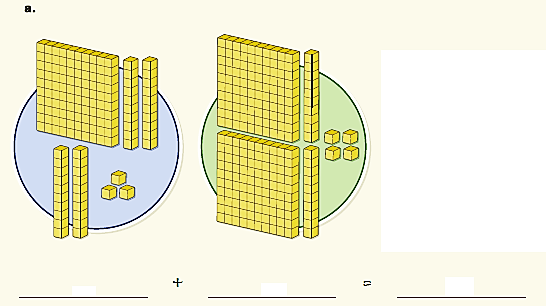 a.
+ =